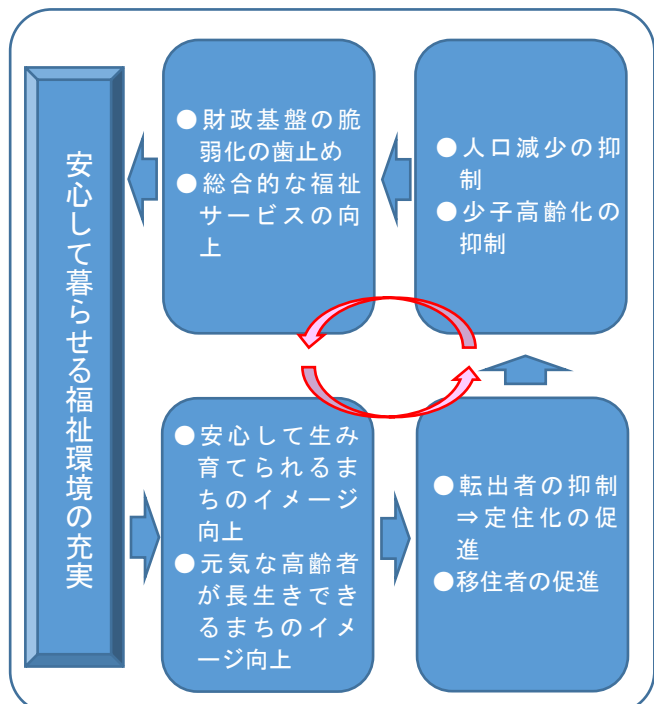 安心して暮らせる福祉環境の充実
●財政基盤の脆
弱化の歯止め
●総合的な福祉
サービスの向
上
●人口減少の抑
制
●少子高齢化の
抑制
●安心して生み
育てられるま
ちのイメージ
向上
●元気な高齢者
が長生きでき
るまちのイメ
ージ向上
●転出者の抑制
⇒定住化の促
進
●移住者の促進